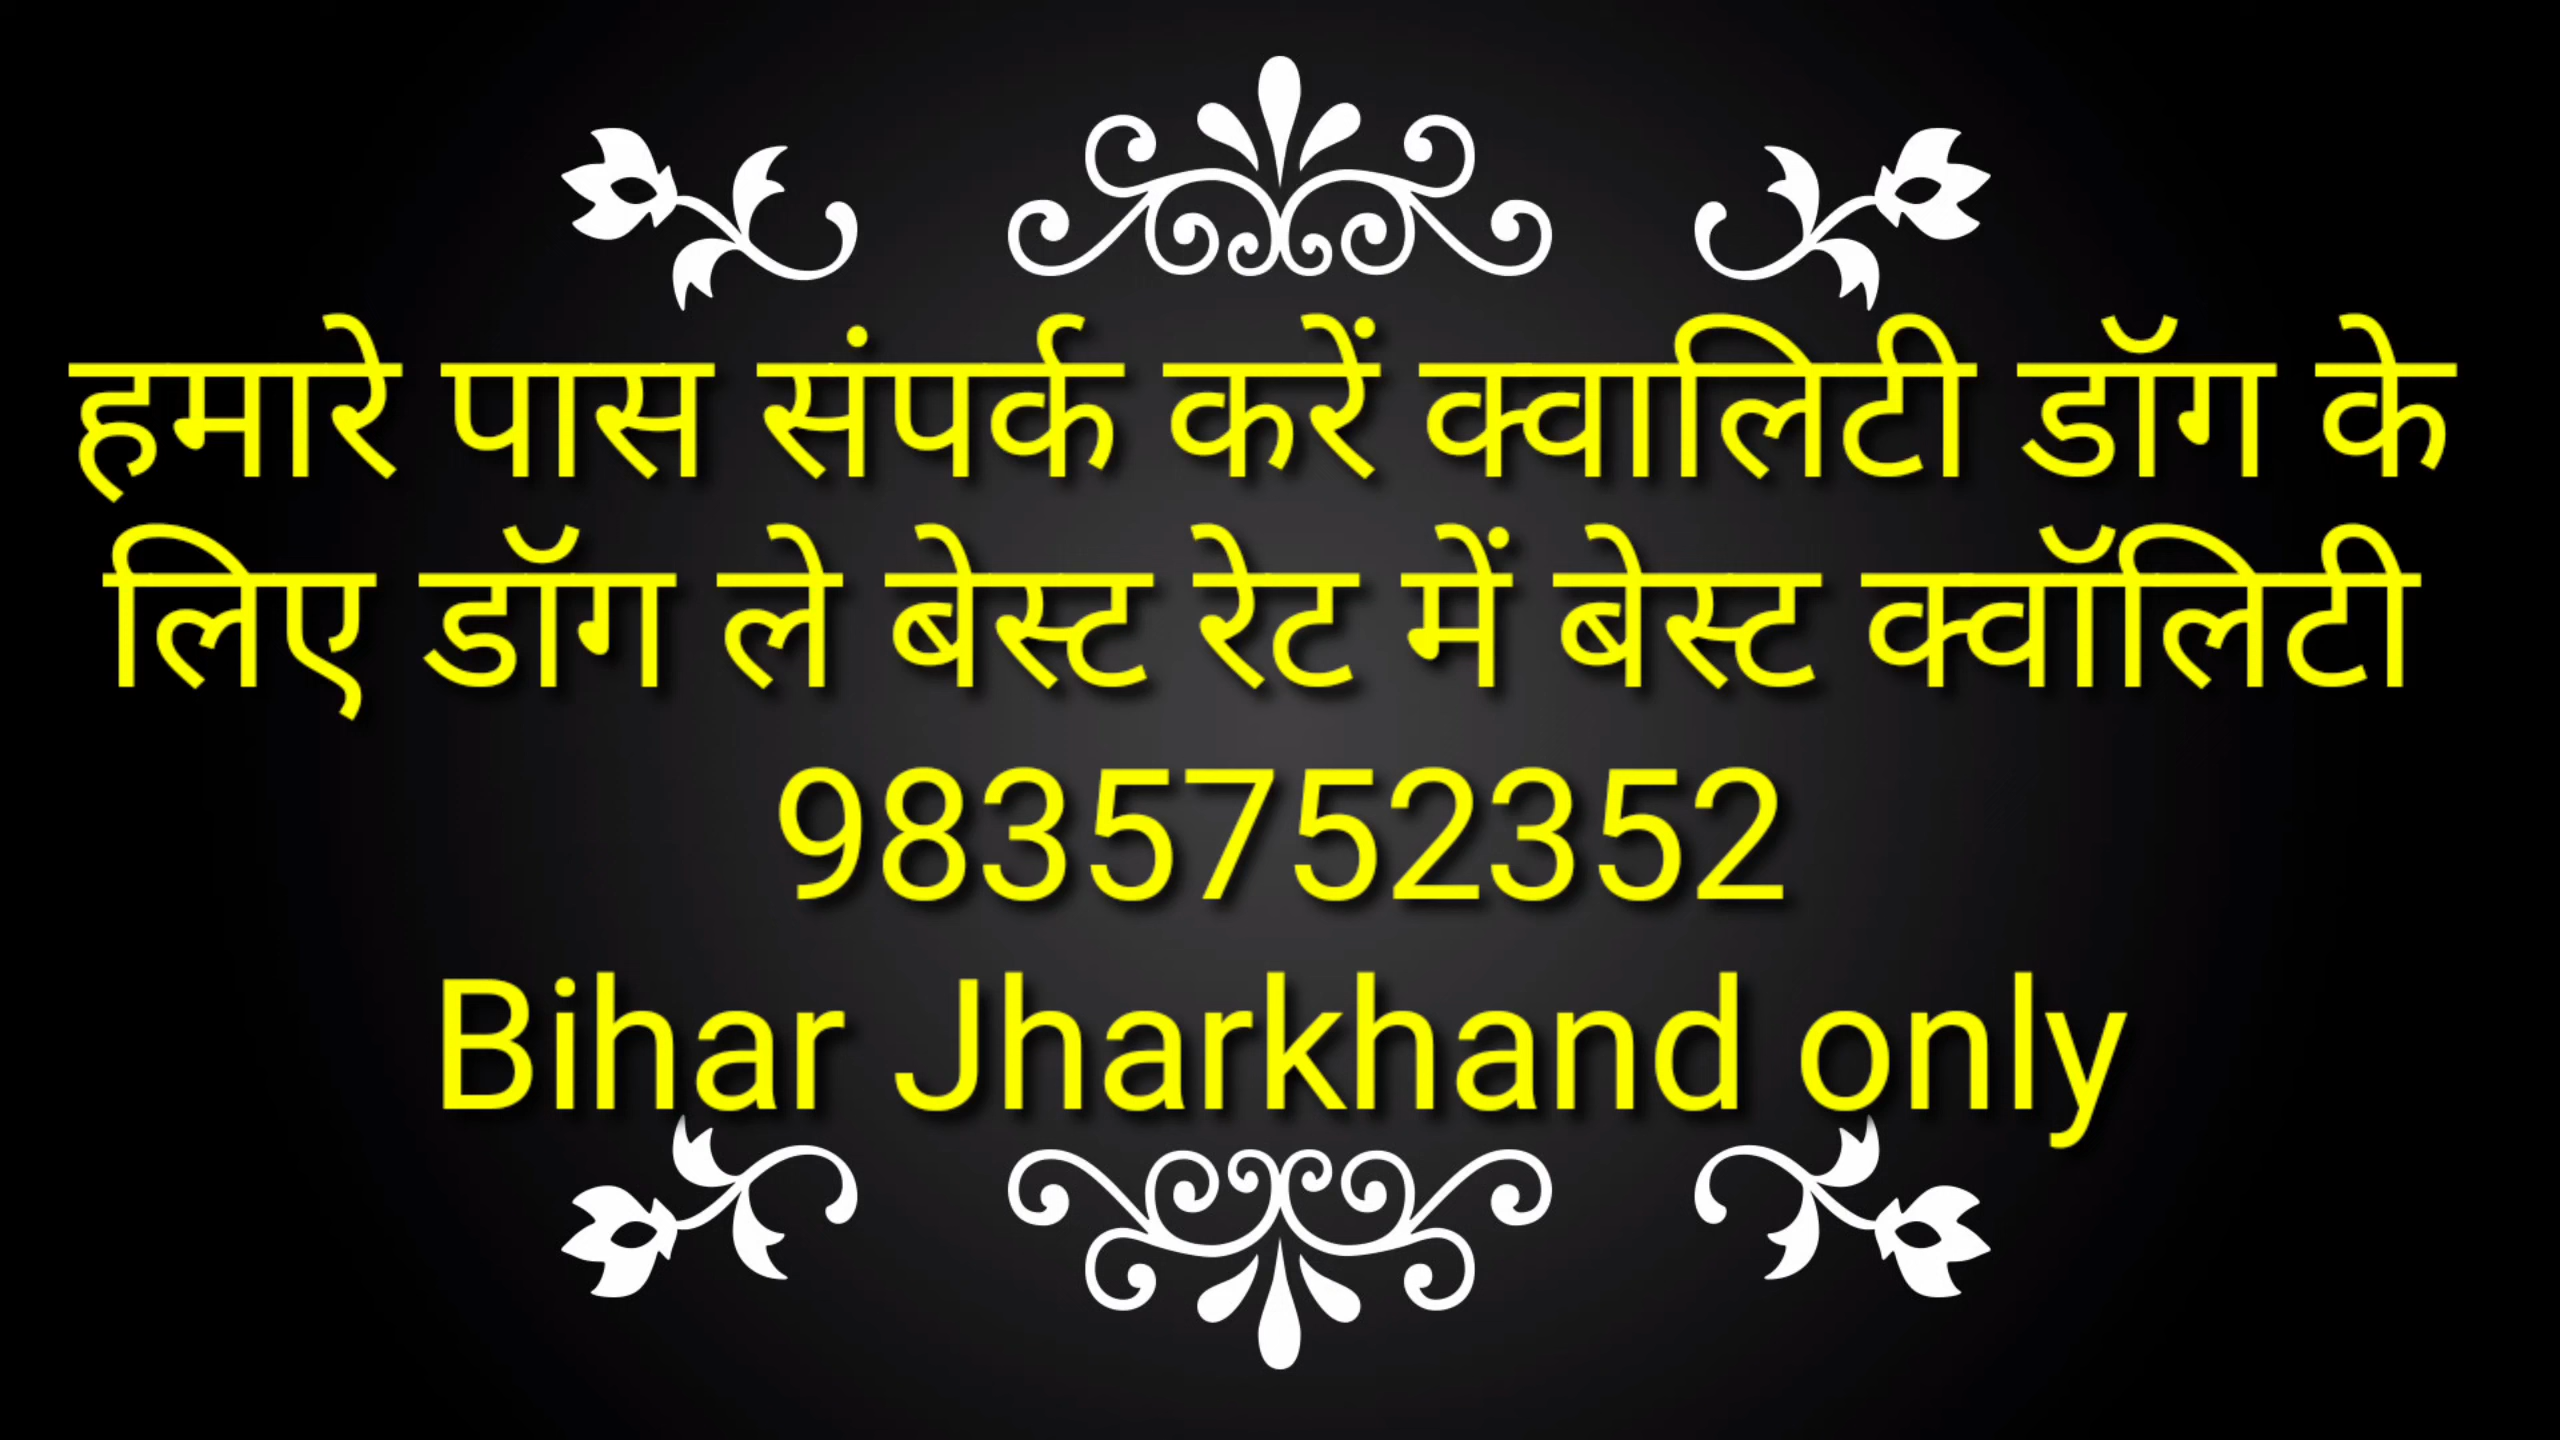 हमारे पास संपर्क करें क्वालिटी डॉग के
लिए डॉग ले बेस्ट रेट में बेस्ट क्वॉलिटी
9835752352
Bihar Jharkhand only